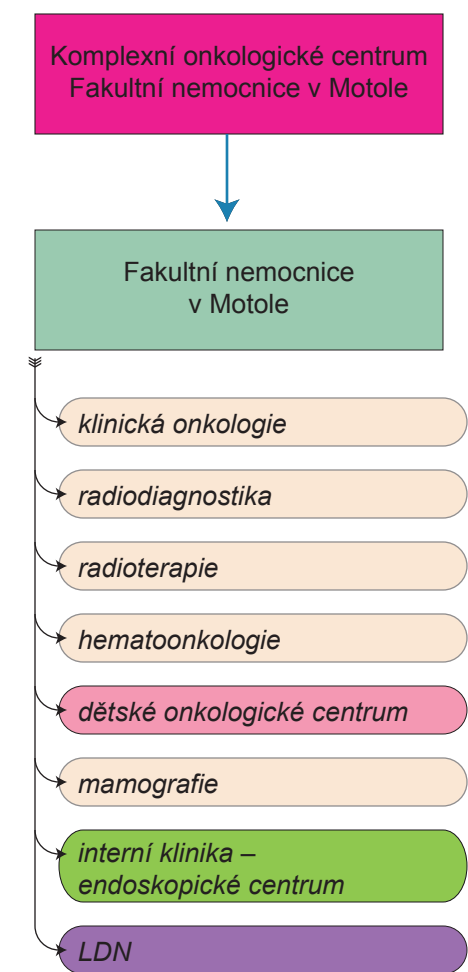 Komplexní onkologické centrum
Fakultní nemocnice v Motole
Fakultní nemocnice
v Motole
klinická onkologie
radiodiagnostika
radioterapie
hematoonkologie
dětské onkologické centrum
mamografie
interní klinika –
endoskopické centrum
LDN